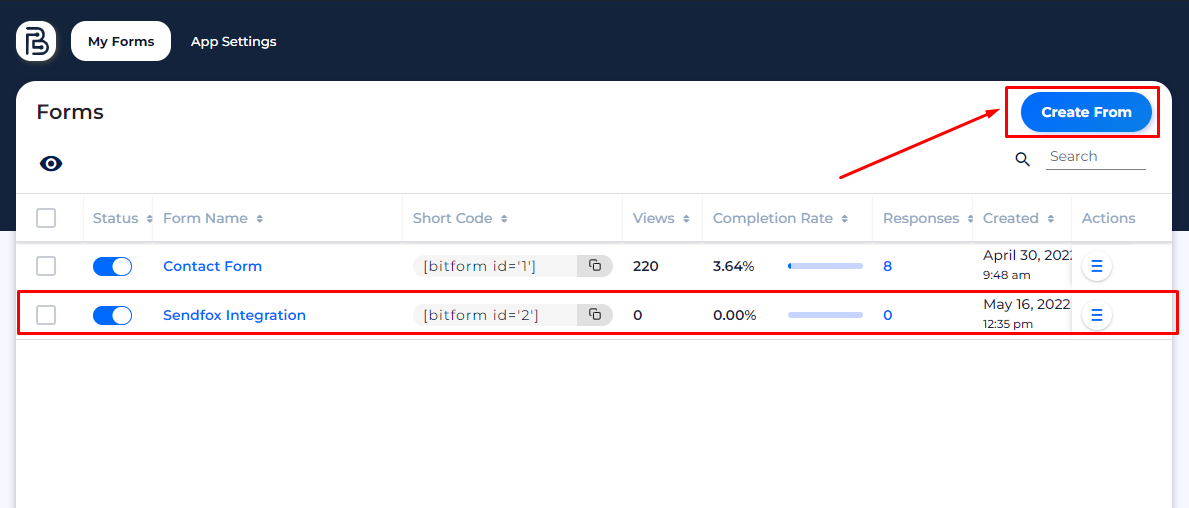 My Forms App Settings
Forms
Create From
Search
Status Form Name Short Code Views Completion Rate Responses Created Actions
Contact Form [bitform id='1'] 220 3.64% 8 April 30, 202
9:48 am
Sendfox Integration [bitform id='2'] 0 0.00% 0 May 16, 2022
12:35 pm